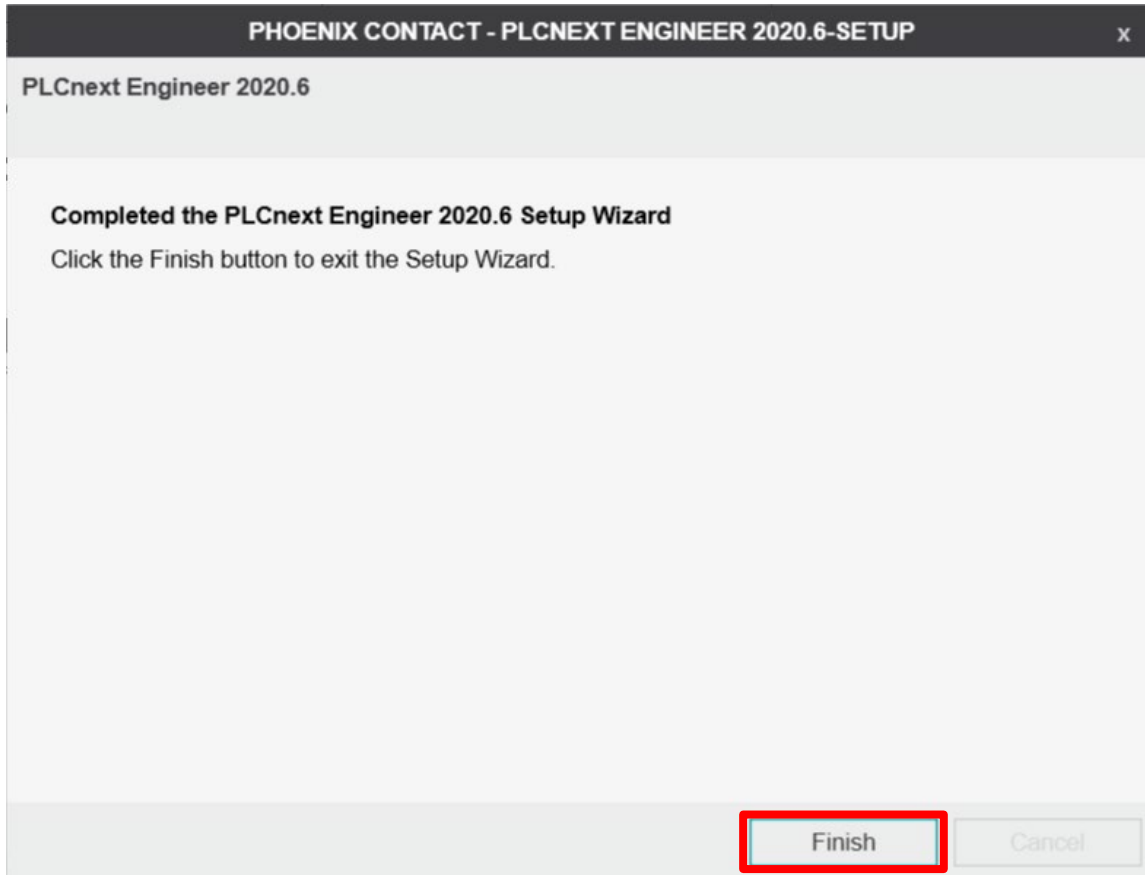 PHOENIX CONTACT - PLCNEXT ENGINEER 2020.6-SETUP x
PLCnext Engineer 2020.6
Completed the PLCnext Engineer 2020.6 Setup Wizard
Click the Finish button to exit the Setup Wizard.
Finish Cancel